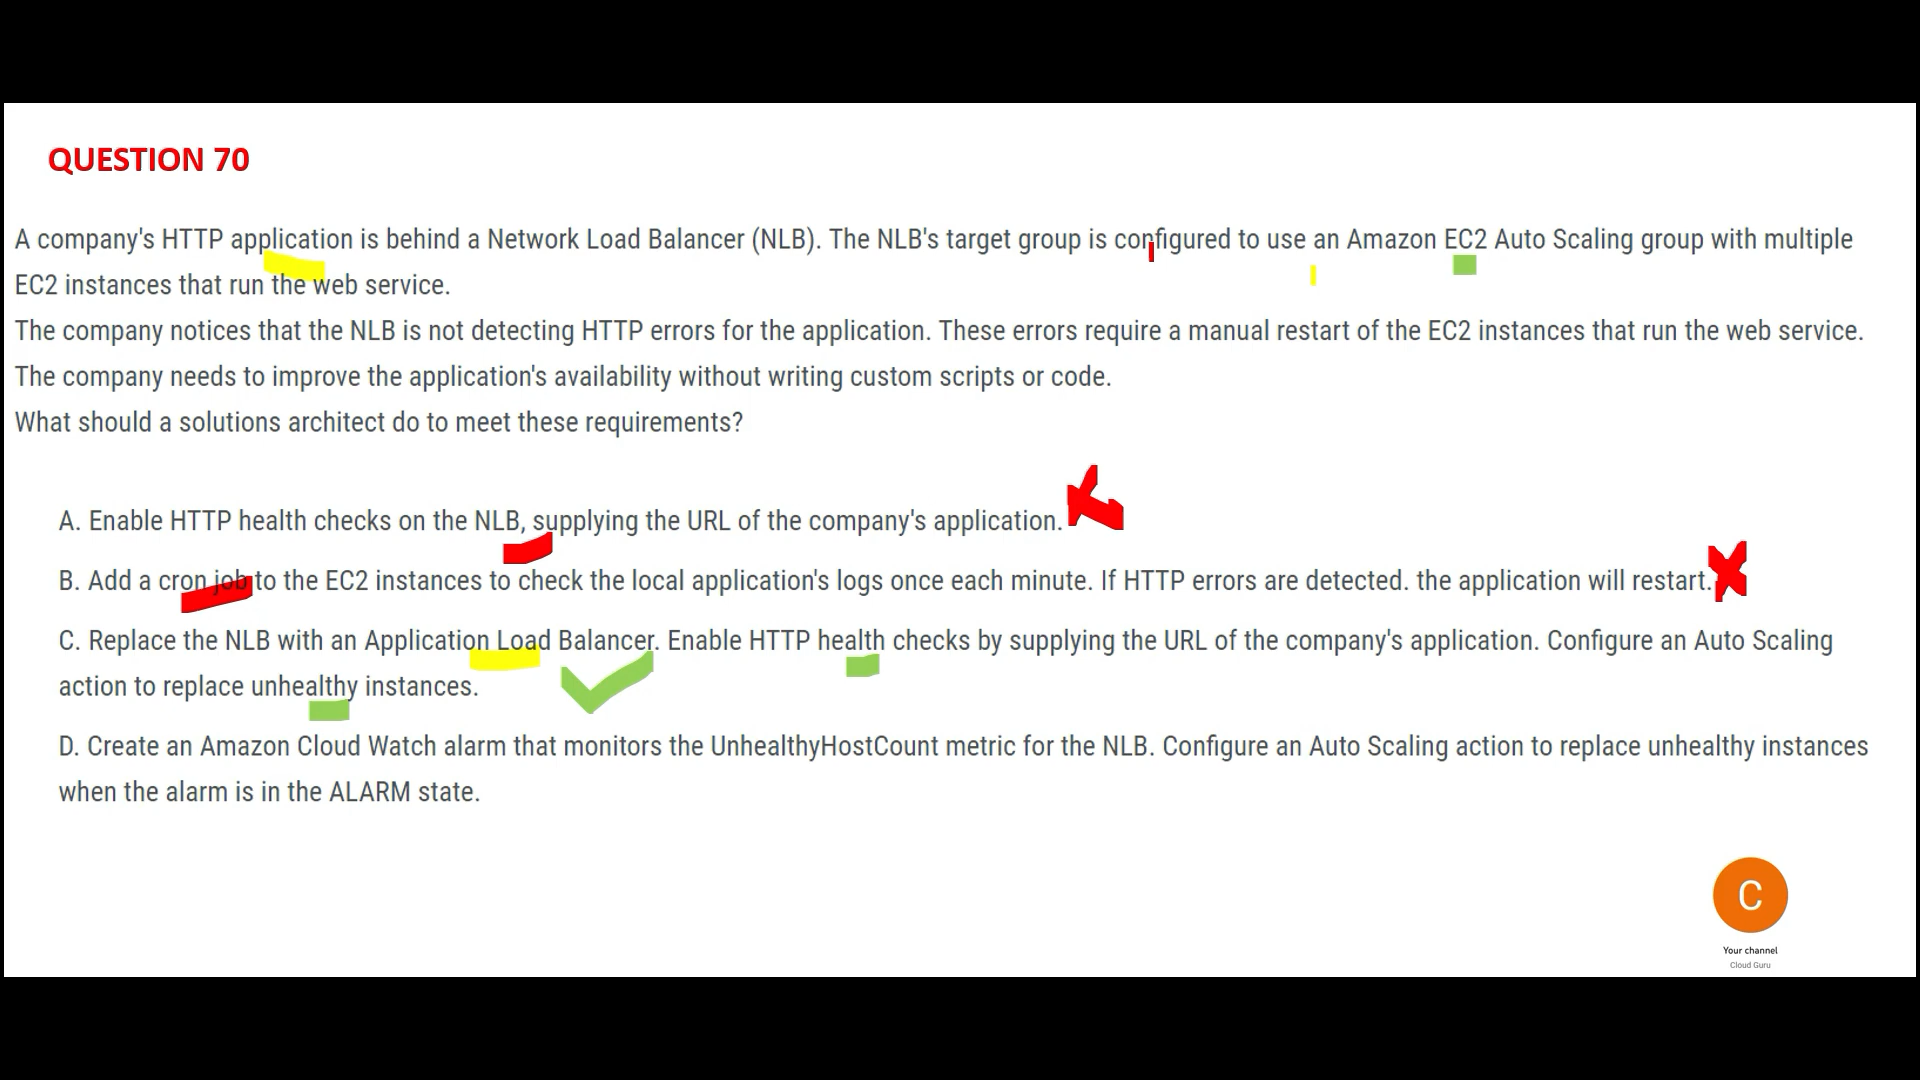 QUESTION 70
A company's HTTP application is behind a Network Load Balancer (NLB). The NLB's target group is configured to use an Amazon EC2 Auto Scaling group with multiple
EC2 instances that run the web service.
The company notices that the NLB is not detecting HTTP errors for the application. These errors require a manual restart of the EC2 instances that run the web service.
The company needs to improve the application's availability without writing custom scripts or code.
What should a solutions architect do to meet these requirements?
A. Enable HTTP health checks on the NLB, supplying the URL of the company's application.
B. Add a cron job to the EC2 instances to check the local application's logs once each minute. If HTTP errors are detected. the application will restart.
C. Replace the NLB with an Application Load Balancer. Enable HTTP health checks by supplying the URL of the company's application. Configure an Auto Scaling
action to replace unhealthy instances.
D. Create an Amazon Cloud Watch alarm that monitors the UnhealthyHostCount metric for the NLB. Configure an Auto Scaling action to replace unhealthy instances
when the alarm is in the ALARM state.
C
Your channel
Cloud Guru